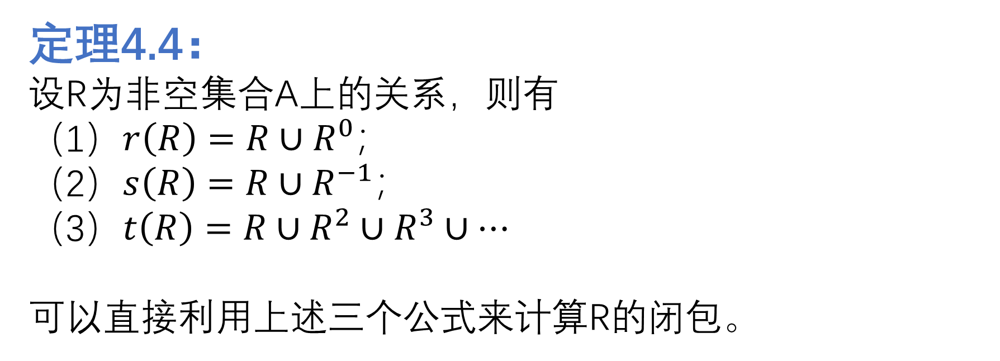 定理4.4:
设R为非空集合A上的关系，则有
（1）r(R) = R ∪ R⁰;
（2）s(R) = R ∪ R⁻¹;
（3）t(R) = R ∪ R² ∪ R³ ∪ ⋯
可以直接利用上述三个公式来计算R的闭包。